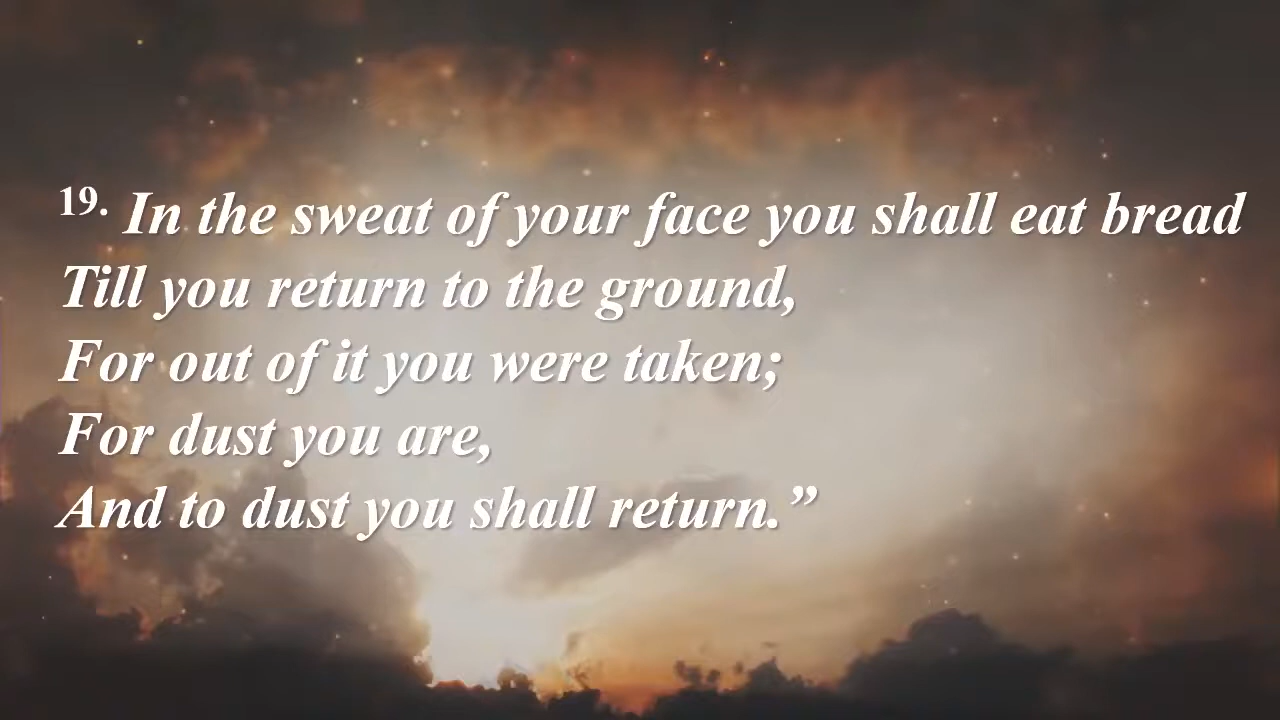 19. In the sweat of your face you shall eat bread
Till you return to the ground,
For out of it you were taken;
For dust you are,
And to dust you shall return.”